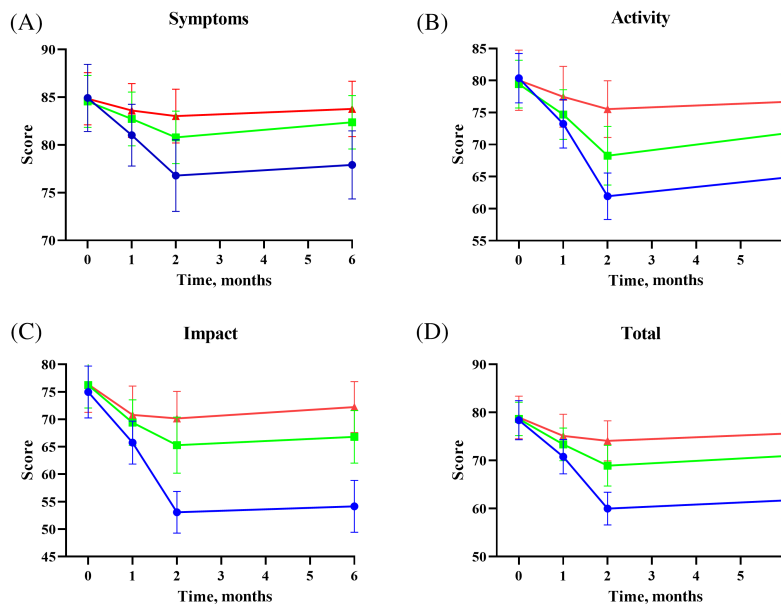 (A)
Symptoms
90
85
80
75
70
Score
0 1 2 3 4 5 6
Time, months
(B)
Activity
85
80
75
70
65
60
55
Score
0 1 2 3 4 5
Time, months
(C)
Impact
80
75
70
65
60
55
50
45
Score
0 1 2 3 4 5 6
Time, months
(D)
Total
90
80
70
60
50
Score
0 1 2 3 4 5
Time, months